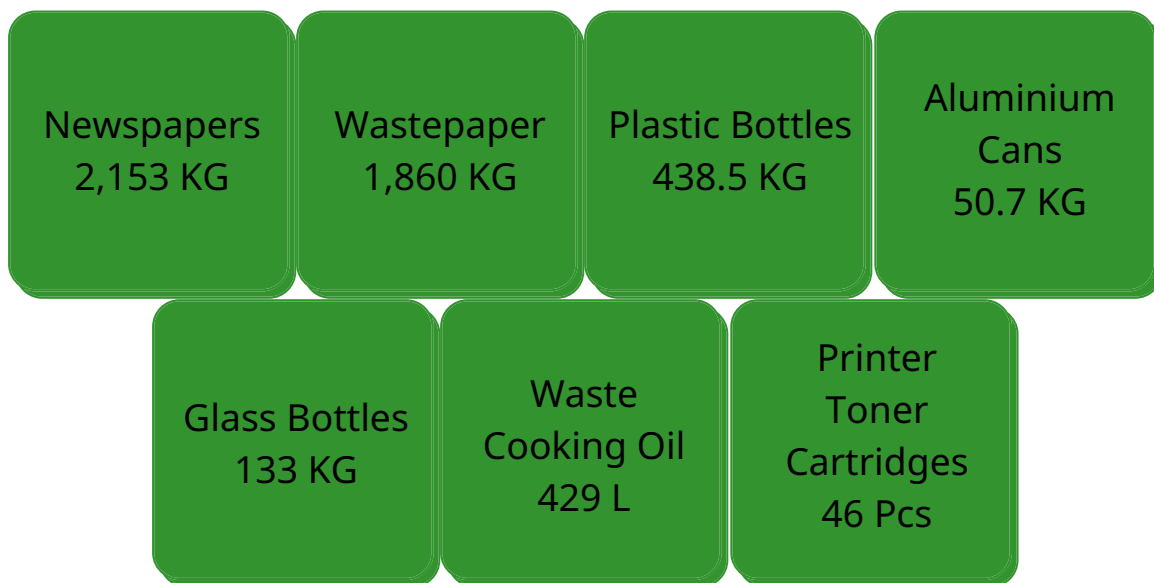 Newspapers
2,153 KG
Wastepaper
1,860 KG
Plastic Bottles
438.5 KG
Aluminium
Cans
50.7 KG
Glass Bottles
133 KG
Waste
Cooking Oil
429 L
Printer
Toner
Cartridges
46 Pcs